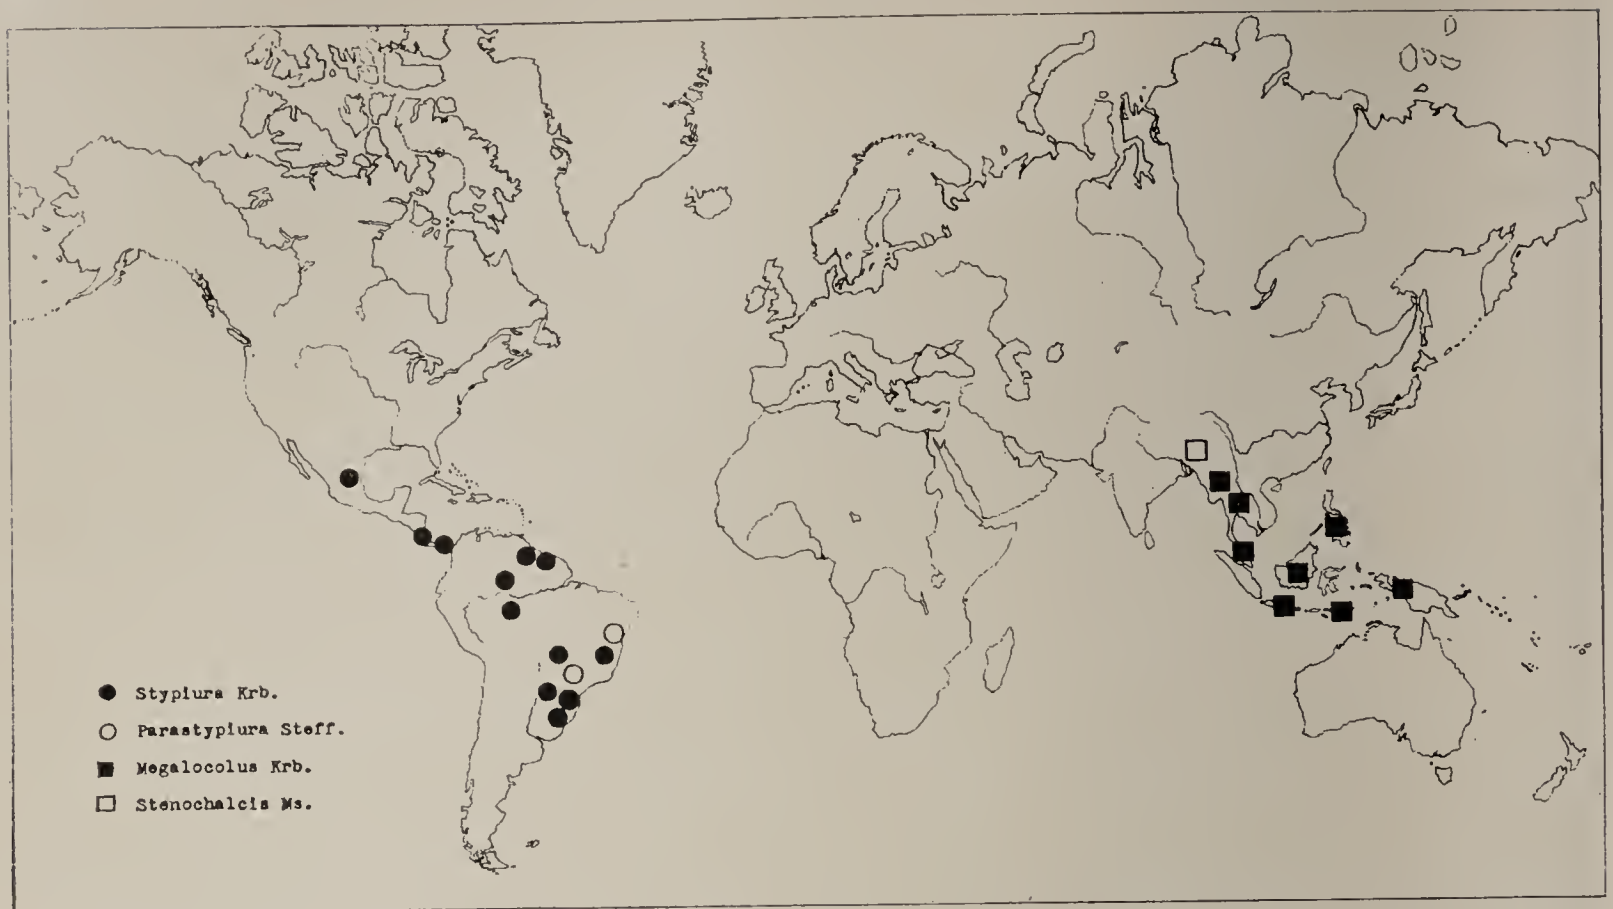 Stypiura Krb.
Parastypiura Steff.
Megalocolus Krb.
Stenochalcis Ms.